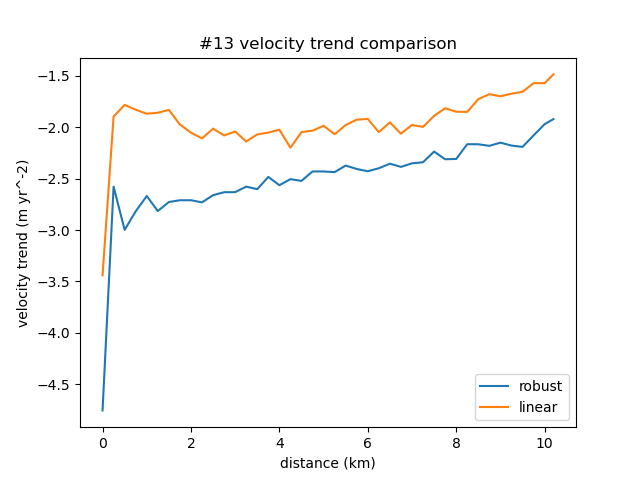 #13 velocity trend comparison
velocity trend (m yr^-2)
−1.5
−2.0
−2.5
−3.0
−3.5
−4.0
−4.5
robust
linear
0 2 4 6 8 10
distance (km)